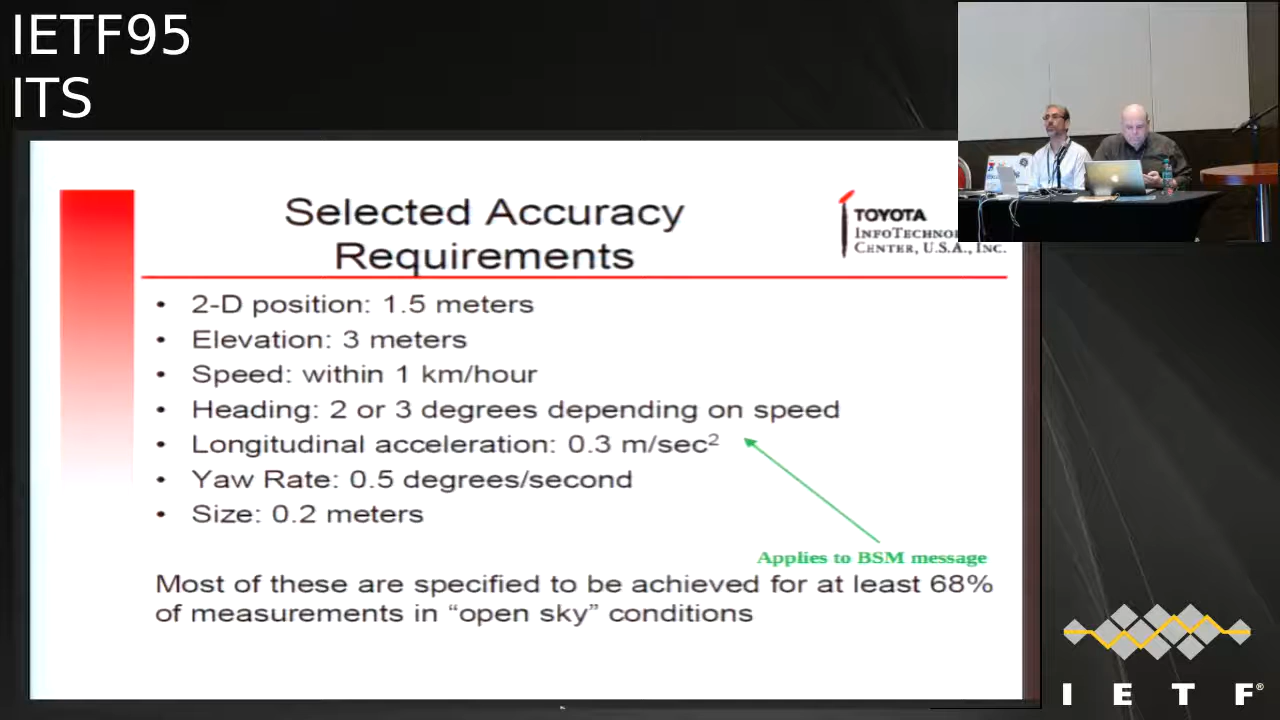 IETF95
ITS
Selected Accuracy
Requirements
TOYOTA
INFOTECHNO
CENTER, U.S.A., INC.
• 2-D position: 1.5 meters
• Elevation: 3 meters
• Speed: within 1 km/hour
• Heading: 2 or 3 degrees depending on speed
• Longitudinal acceleration: 0.3 m/sec²
• Yaw Rate: 0.5 degrees/second
• Size: 0.2 meters
Applies to BSM message
Most of these are specified to be achieved for at least 68%
of measurements in “open sky” conditions
I E T F®